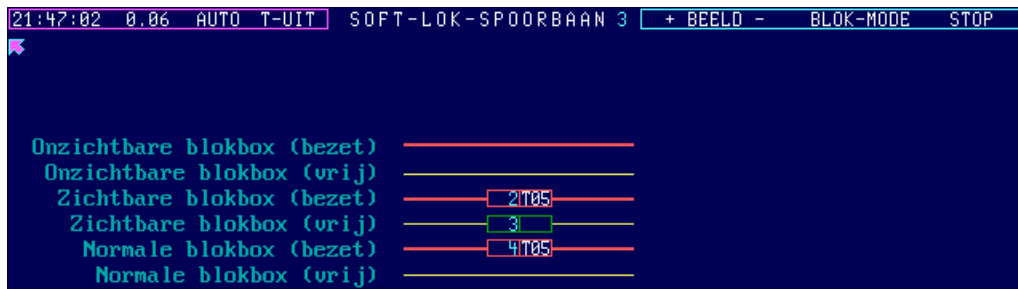 21:47:02 0.06 AUTO T-UIT SOFT-LOK-SPOORBAAN 3 + BEELD - BLOK-MODE STOP
Onzichtbare blokbox (bezet)
Onzichtbare blokbox (vrij)
Zichtbare blokbox (bezet) 2 T05
Zichtbare blokbox (vrij) 3
Normale blokbox (bezet) 4 T05
Normale blokbox (vrij)